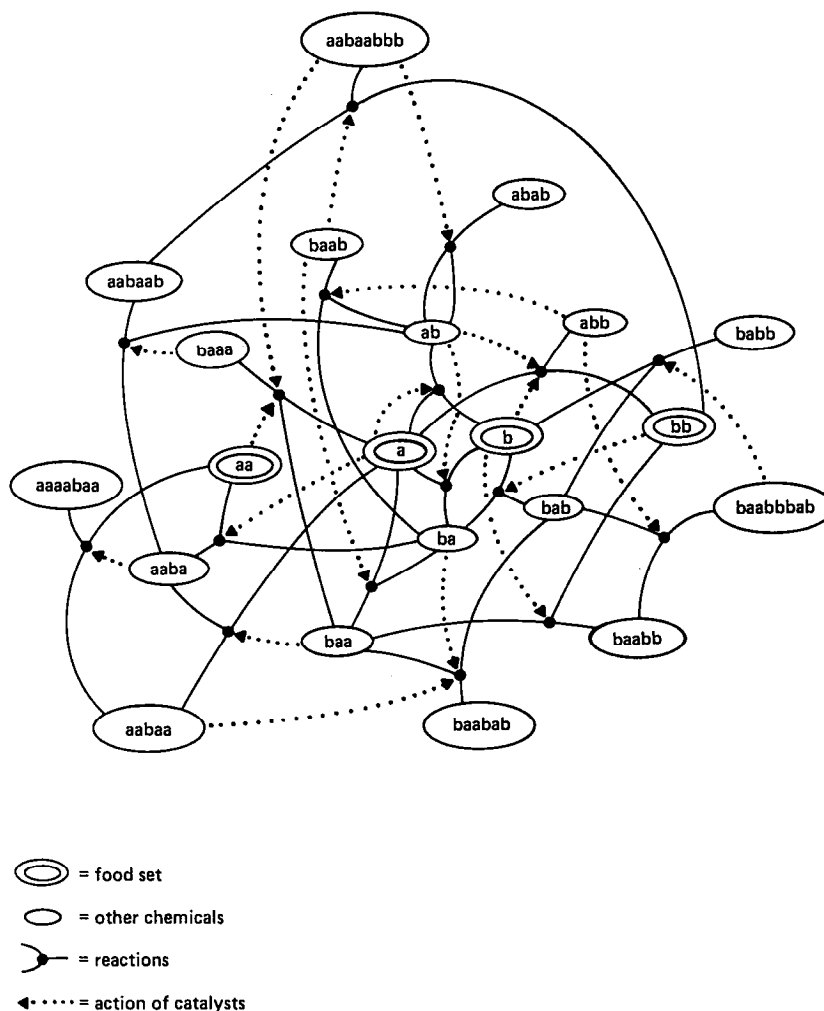 aabaabbb
abab
baab
aabaab
ab
abb
babb
baaa
a
b
bb
aa
aaaabaa
bab
baabbbab
ba
aaba
baa
baabb
aabaa
baabab
= food set
= other chemicals
= reactions
= action of catalysts